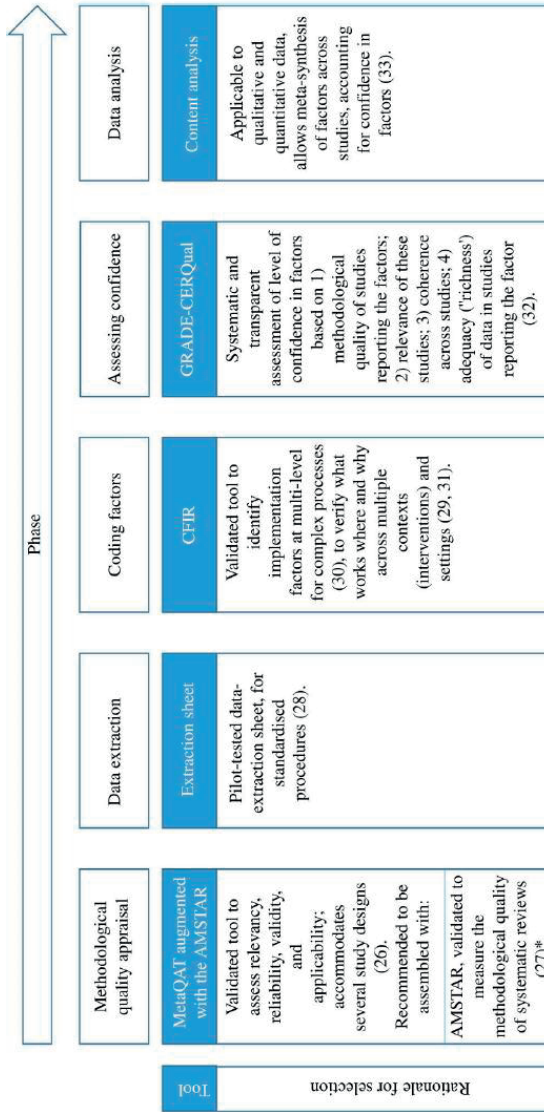 Phase
Methodological
quality appraisal
Data extraction
Coding factors
Assessing confidence
Data analysis
Tool
MetaQAT augmented
with the AMSTAR
Extraction sheet
CFIR
GRADE-CERQual
Content analysis
Rationale for selection
Validated tool to
assess relevancy,
reliability, validity,
and
applicability;
accommodates
several study designs
(26).
Recommended to be
assembled with:
AMSTAR, validated to
measure the
methodological quality
of systematic reviews
(27)*
Pilot-tested data-
extraction sheet, for
standardised
procedures (28).
Validated tool to
identify
implementation
factors at multi-level
for complex processes
(30), to verify what
works where and why
across multiple
contexts
(interventions) and
settings (29, 31).
Systematic and
transparent
assessment of level of
confidence in factors
based on 1)
methodological
quality of studies
reporting the factors;
2) relevance of these
studies; 3) coherence
across studies; 4)
adequacy ("richness')
of data in studies
reporting the factor
(32).
Applicable to
qualitative and
quantitative data,
allows meta-synthesis
of factors across
studies, accounting
for confidence in
factors (33).